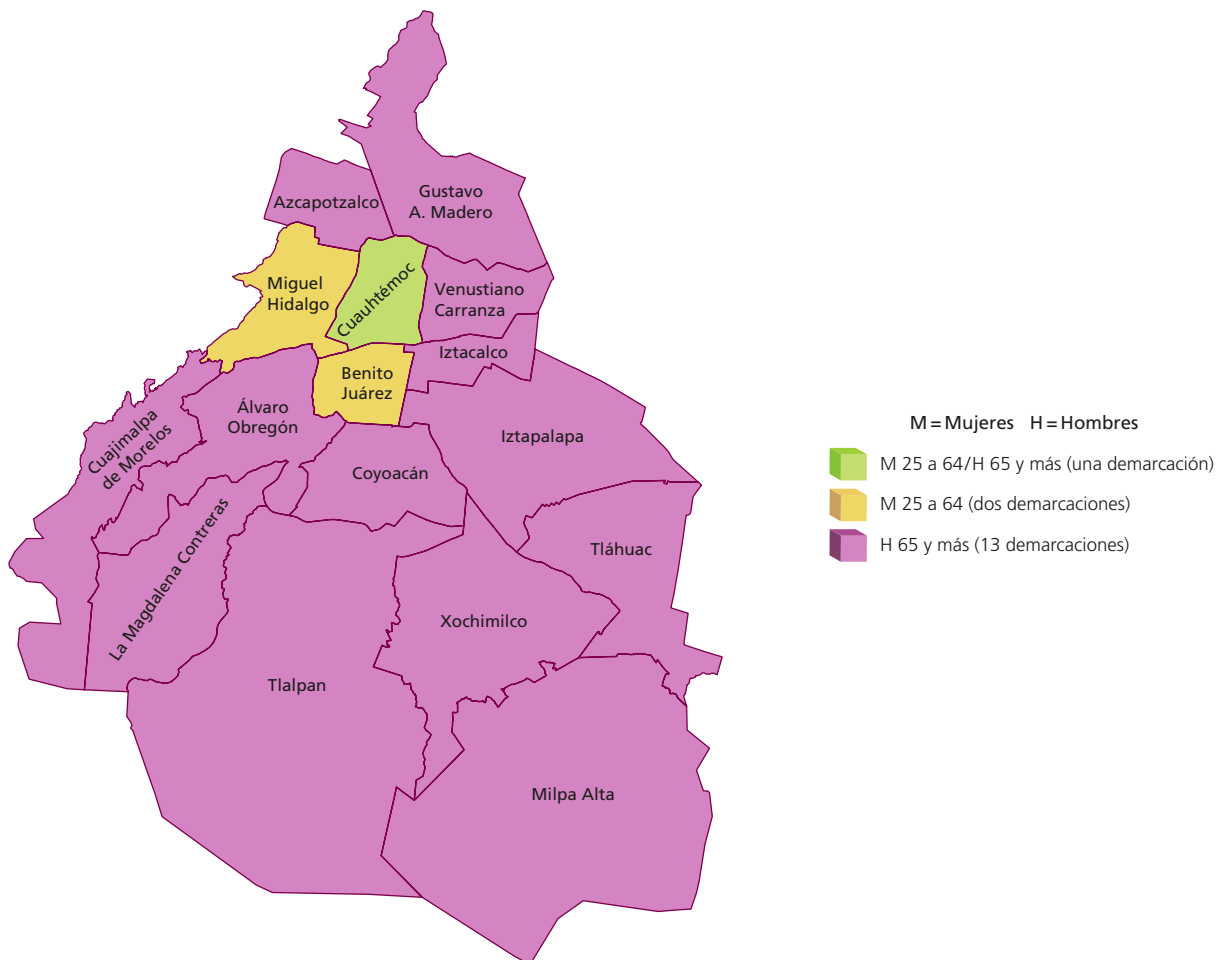 Azcapotzalco
Gustavo
A. Madero
Miguel
Hidalgo
Cuauhtémoc
Venustiano
Carranza
Iztacalco
Benito
Juárez
Álvaro
Obregón
Cuajimalpa
de Morelos
Iztapalapa
Coyoacán
La Magdalena Contreras
Tláhuac
Xochimilco
Tlalpan
Milpa Alta
M = Mujeres H = Hombres
M 25 a 64/H 65 y más (una demarcación)
M 25 a 64 (dos demarcaciones)
H 65 y más (13 demarcaciones)